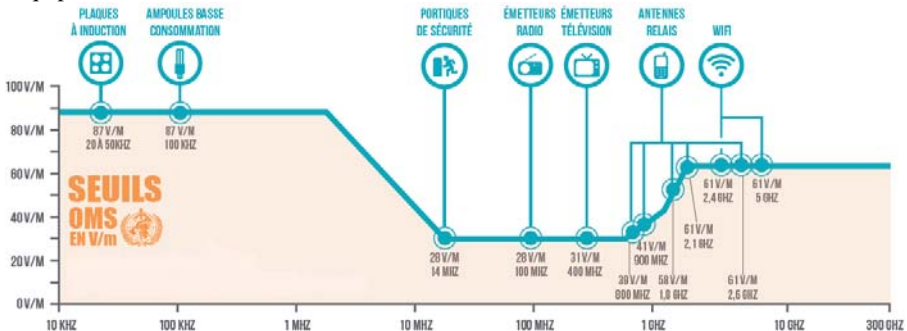 PLAQUES
À INDUCTION
AMPOULES BASSE
CONSOMMATION
PORTIQUES
DE SÉCURITÉ
ÉMETTEURS
RADIO
ÉMETTEURS
TÉLÉVISION
ANTENNES
RELAIS
WIFI
100 V/M
80 V/M
60 V/M
40 V/M
20 V/M
0 V/M
87 V/M
20 À 50KHZ
87 V/M
100 KHZ
SEUILS
OMS
EN V/m
28 V/M
14 MHZ
28 V/M
100 MHZ
31 V/M
400 MHZ
39 V/M
800 MHZ
41 V/M
900 MHZ
58 V/M
1,8 GHZ
61 V/M
2,1 GHZ
61 V/M
2,4 GHZ
61 V/M
2,6 GHZ
61 V/M
5 GHZ
10 KHZ
100 KHZ
1 MHZ
10 MHZ
100 MHZ
1 GHZ
10 GHZ
300 GHZ